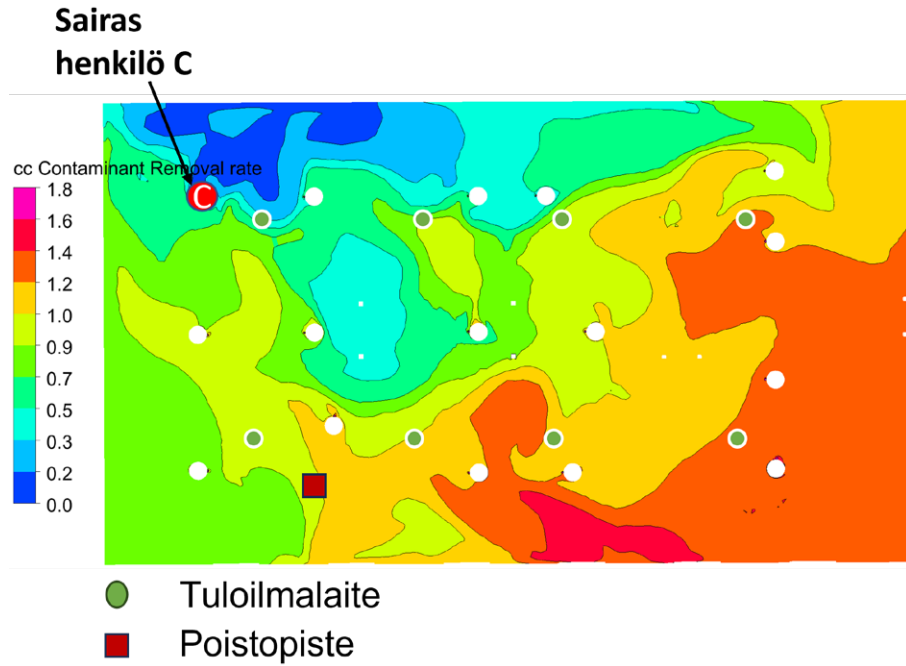 Sairas
henkilö C
cc Contaminant Removal rate
C
1.8
1.6
1.4
1.2
1.0
0.9
0.7
0.5
0.3
0.2
0.0
Tuloilmalaite
Poistopiste